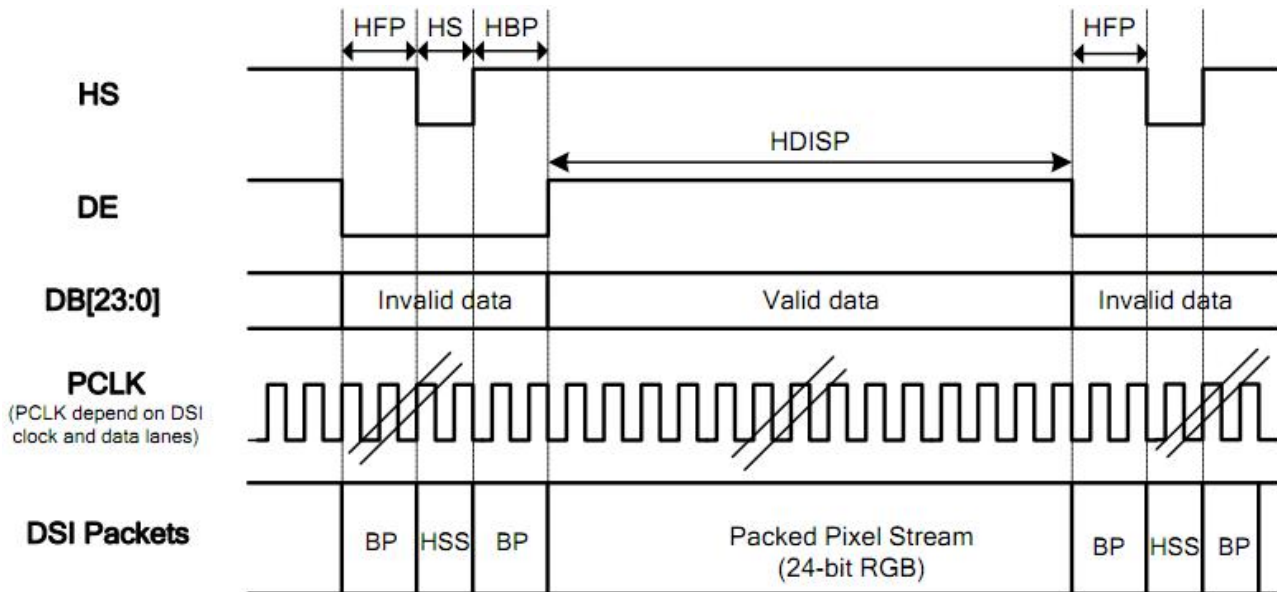 HFP HS HBP HFP
HS
HDISP
DE
DB[23:0] Invalid data Valid data Invalid data
PCLK
(PCLK depend on DSI
clock and data lanes)
DSI Packets BP HSS BP Packed Pixel Stream BP HSS BP
(24-bit RGB)